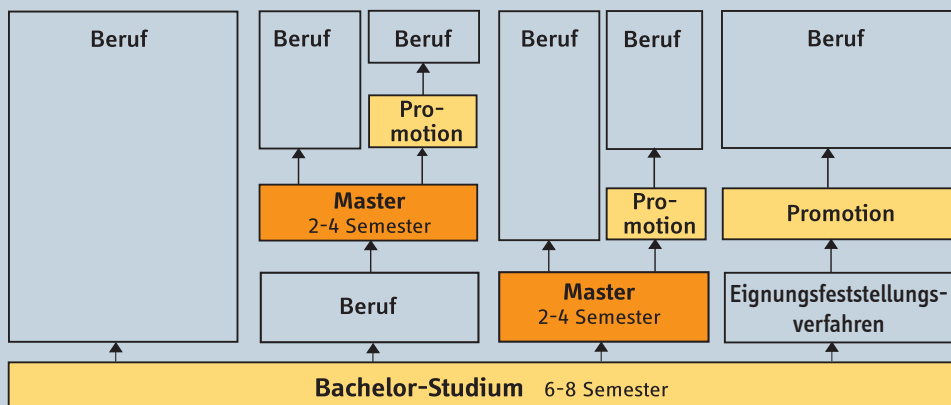 Beruf
Beruf
Beruf
Beruf
Beruf
Beruf
Pro-
motion
Master
2-4 Semester
Pro-
motion
Promotion
Beruf
Master
2-4 Semester
Eignungsfeststellungs-
verfahren
Bachelor-Studium 6-8 Semester